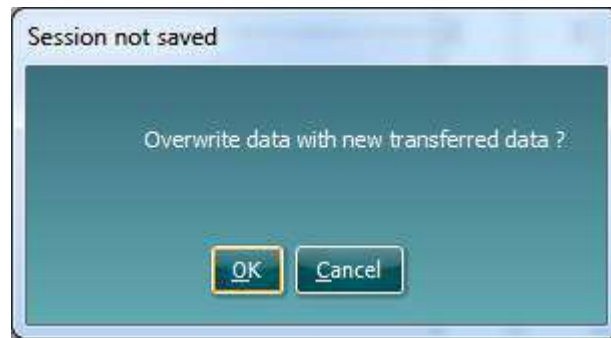 Session not saved
Overwrite data with new transferred data ?
OK
Cancel